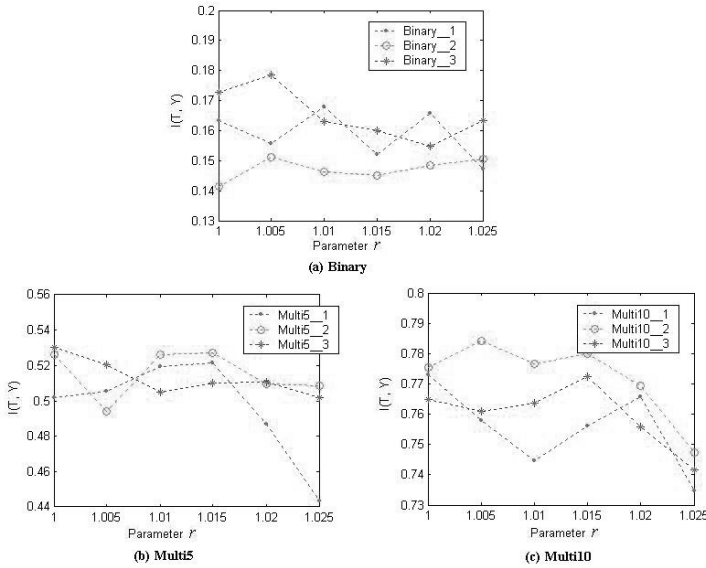 0.2
0.19
0.18
0.17
0.16
0.15
0.14
0.13
I(T, Y)
Binary__1
Binary__2
Binary__3
1 1.005 1.01 1.015 1.02 1.025
Parameter r
(a) Binary
0.56
0.54
0.52
0.5
0.48
0.46
0.44
I(T, Y)
Multi5__1
Multi5__2
Multi5__3
1 1.005 1.01 1.015 1.02 1.025
Parameter r
(b) Multi5
0.8
0.79
0.78
0.77
0.76
0.75
0.74
0.73
I(T, Y)
Multi10__1
Multi10__2
Multi10__3
1 1.005 1.01 1.015 1.02 1.025
Parameter r
(c) Multi10